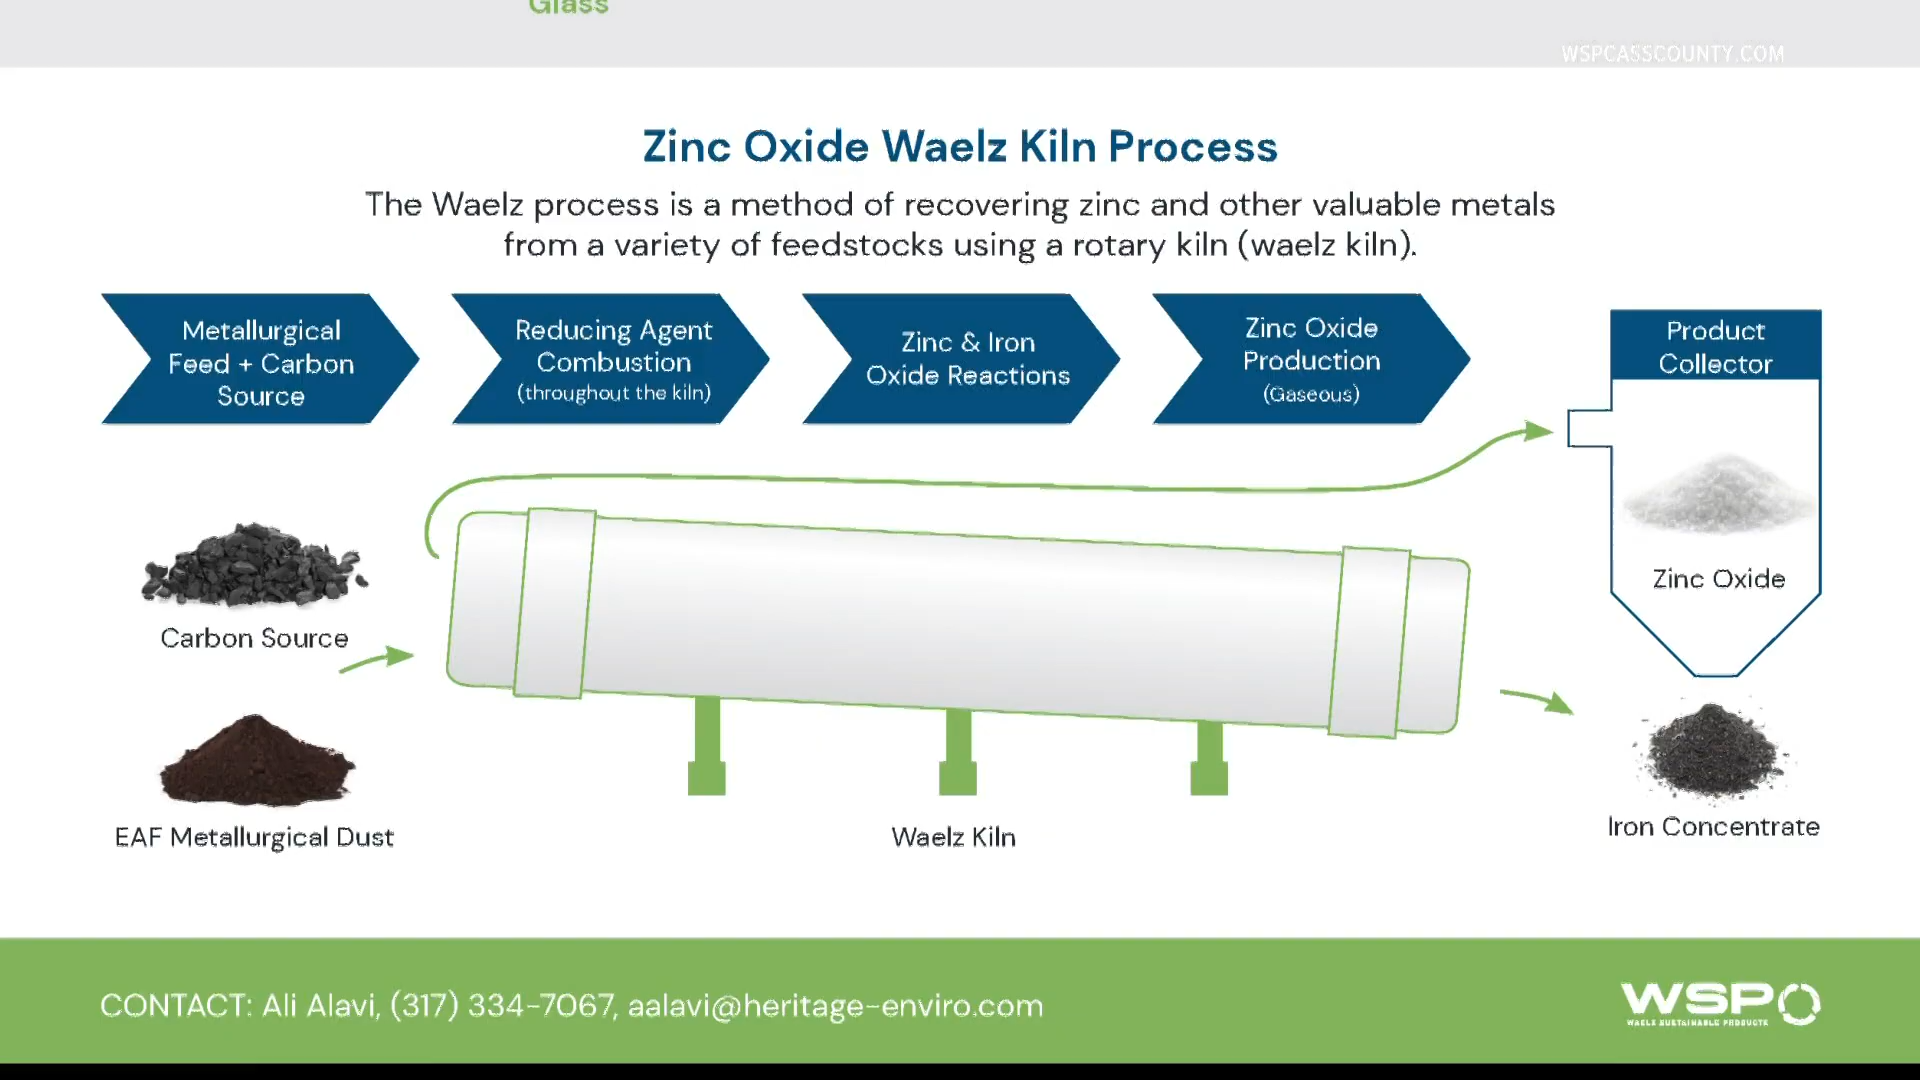 Glass
WSPCASSCOUNTY.COM
Zinc Oxide Waelz Kiln Process
The Waelz process is a method of recovering zinc and other valuable metals
from a variety of feedstocks using a rotary kiln (waelz kiln).
Metallurgical
Feed + Carbon
Source
Reducing Agent
Combustion
(throughout the kiln)
Zinc & Iron
Oxide Reactions
Zinc Oxide
Production
(Gaseous)
Product
Collector
Zinc Oxide
Carbon Source
EAF Metallurgical Dust
Waelz Kiln
Iron Concentrate
CONTACT: Ali Alavi, (317) 334-7067, aalavi@heritage-enviro.com
WSP
WAELZ SUSTAINABLE PRODUCTS